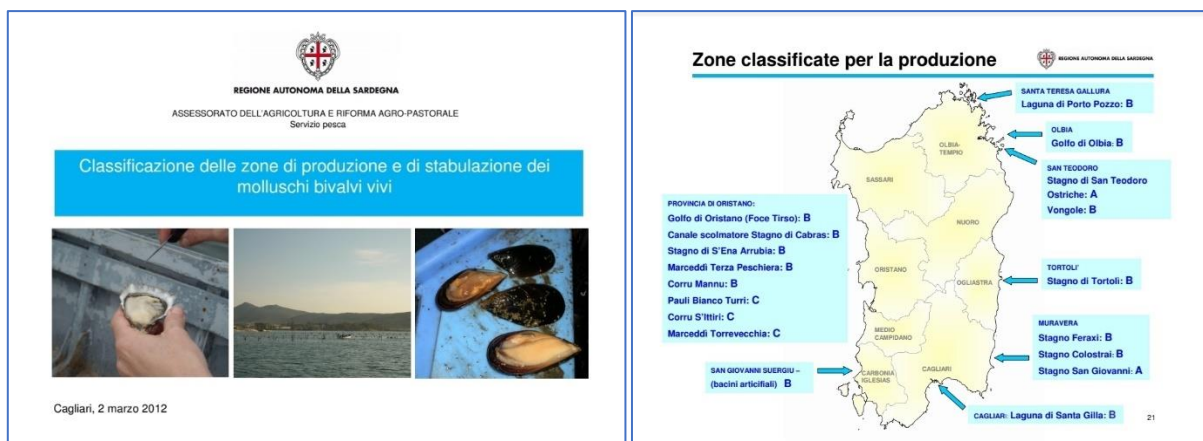 REGIONE AUTONOMA DELLA SARDEGNA
ASSESSORATO DELL'AGRICOLTURA E RIFORMA AGRO-PASTORALE
Servizio pesca
Classificazione delle zone di produzione e di stabulazione dei
molluschi bivalvi vivi
Cagliari, 2 marzo 2012
Zone classificate per la produzione
REGIONE AUTONOMA DELLA SARDEGNA
SANTA TERESA GALLURA
Laguna di Porto Pozzo: B
OLBIA
Golfo di Olbia: B
SAN TEODORO
Stagno di San Teodoro
Ostriche: A
Vongole: B
OLBIA-
TEMPIO
SASSARI
NUORO
ORISTANO
OGLIASTRA
MEDIO
CAMPIDANO
CARBONIA
IGLESIAS
CAGLIARI
PROVINCIA DI ORISTANO:
Golfo di Oristano (Foce Tirso): B
Canale scolmatore Stagno di Cabras: B
Stagno di S'Ena Arrubia: B
Marceddì Terza Peschiera: B
Corru Mannu: B
Pauli Bianco Turri: C
Corru S'Ittiri: C
Marceddì Torrevecchia: C
TORTOLI'
Stagno di Tortolì: B
MURAVERA
Stagno Feraxi: B
Stagno Colostrai: B
Stagno San Giovanni: A
SAN GIOVANNI SUERGIU –
(bacini articifiali) B
CAGLIARI: Laguna di Santa Gilla: B
21